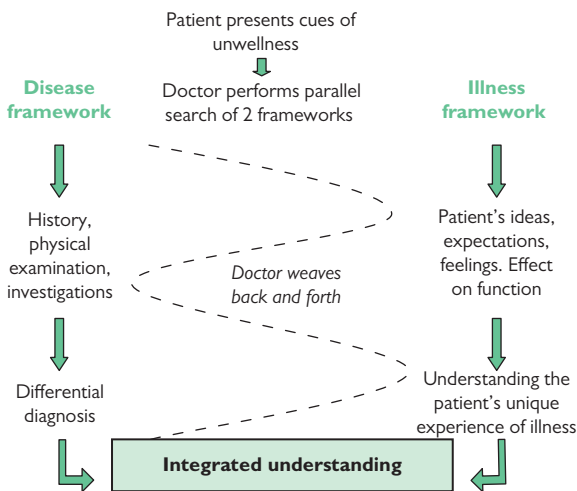 Patient presents cues of
unwellness
Disease
framework
Doctor performs parallel
search of 2 frameworks
Illness
framework
History,
physical
examination,
investigations
Doctor weaves
back and forth
Patient’s ideas,
expectations,
feelings. Effect
on function
Differential
diagnosis
Understanding the
patient’s unique
experience of illness
Integrated understanding